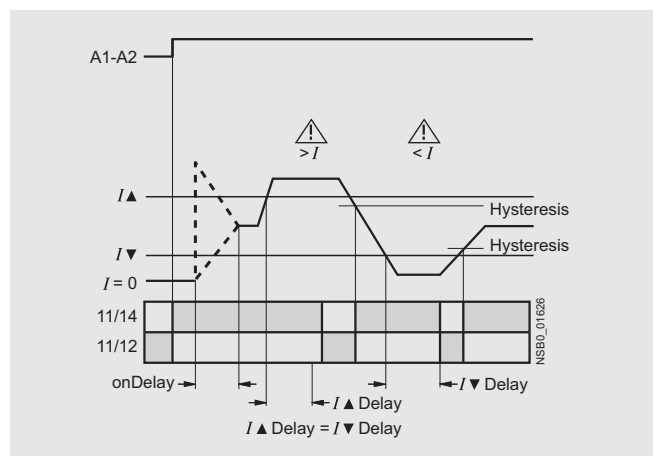 A1-A2
> I
< I
I ▲
Hysteresis
Hysteresis
I ▼
I = 0
11/14
11/12
NSB0_01626
onDelay
I ▼ Delay
I ▲ Delay
I ▲ Delay = I ▼ Delay